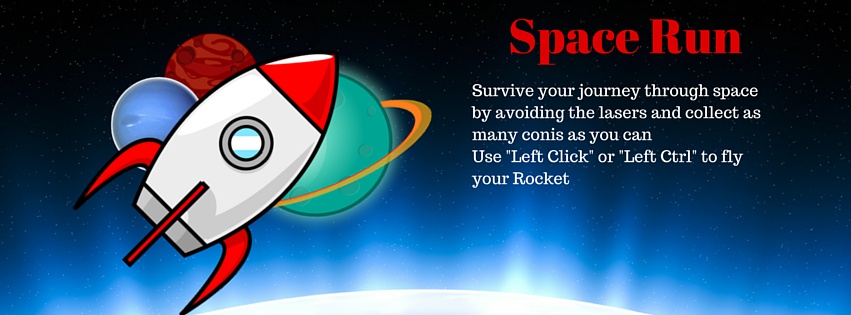 Space Run
Survive your journey through space
by avoiding the lasers and collect as
many conis as you can
Use "Left Click" or "Left Ctrl" to fly
your Rocket